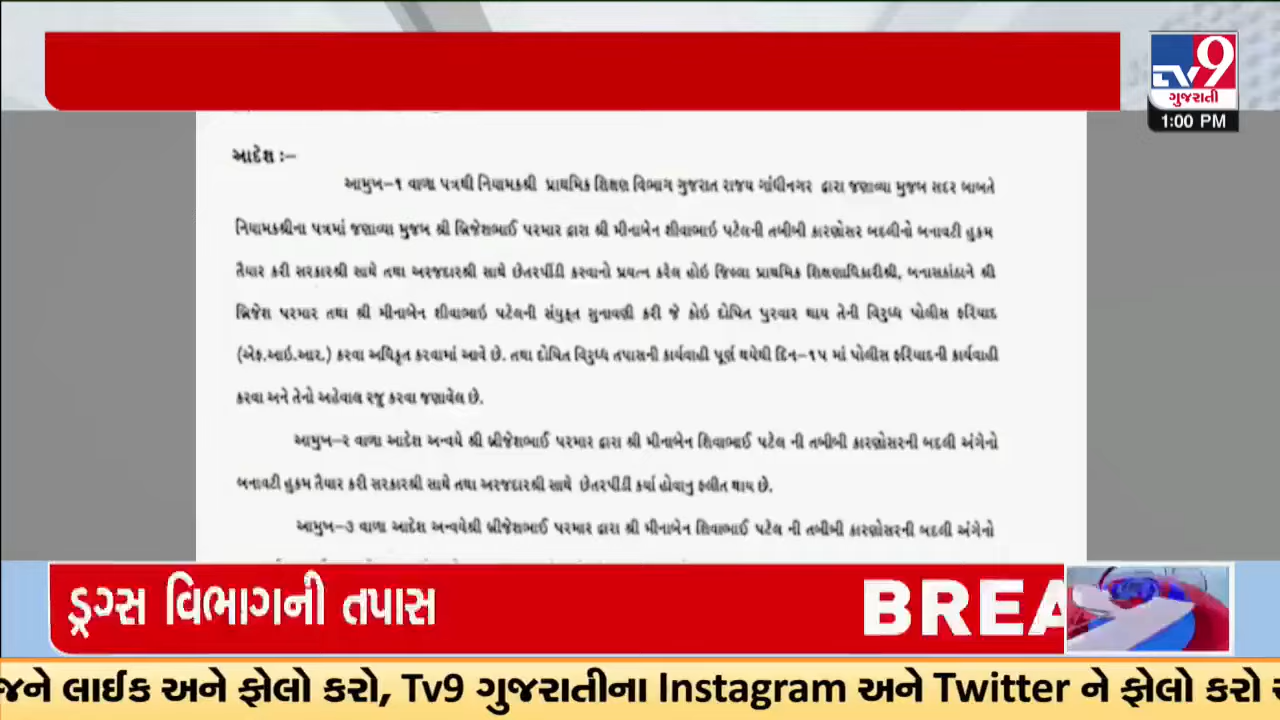 TV9
ગુજરાતી
1:00 PM
આદેશ :-
આમુખ-૧ વાળા પત્રથી નિયામકશ્રી પ્રાથમિક શિક્ષણ વિભાગ ગુજરાત રાજય ગાંધીનગર દ્વારા જણાવ્યા મુજબ સદર બાબતે
નિયામકશ્રીના પત્રમાં જણાવ્યા મુજબ શ્રી બ્રિજેશભાઈ પરમાર દ્વારા શ્રી મીનાબેન શીવાભાઇ પટેલની તબીબી કારણોસર બદલીનો બનાવટી હુકમ
તૈયાર કરી સરકારશ્રી સાથે તથા અરજદારશ્રી સાથે છેતરપીંડી કરવાનો પ્રયત્ન કરેલ હોઇ જિલ્લા પ્રાથમિક શિક્ષણાધિકારીશ્રી, બનાસકાંઠાને શ્રી
બ્રિજેશ પરમાર તથા શ્રી મીનાબેન શીવાભાઇ પટેલની સંયુકત સુનાવણી કરી જે કોઇ દોષિત પુરવાર થાય તેની વિરુધ્ધ પોલીસ ફરિયાદ
(એફ.આઇ.આર.) કરવા અધિકૃત કરવામાં આવે છે. તથા દોષિત વિરુધ્ધ તપાસની કાર્યવાહી પૂર્ણ થયેથી દિન-૧૫ માં પોલીસ ફરિયાદની કાર્યવાહી
કરવા અને તેનો અહેવાલ રજૂ કરવા જણાવેલ છે.
આમુખ-૨ વાળા આદેશ અન્વયે શ્રી બ્રીજેશભાઈ પરમાર દ્વારા શ્રી મીનાબેન શિવાભાઈ પટેલ ની તબીબી કારણોસરની બદલી અંગેનો
બનાવટી હુકમ તૈયાર કરી સરકારશ્રી સાથે તથા અરજદારશ્રી સાથે છેતરપીંડી કર્યા હોવાનુ ફલીત થાય છે.
આમુખ-૩ વાળા આદેશ અન્વયેશ્રી બ્રીજેશભાઈ પરમાર દ્વારા શ્રી મીનાબેન શિવાભાઈ પટેલ ની તબીબી કારણોસરની બદલી અંગેનો
ડ્રગ્સ વિભાગની તપાસ
BREA
જને લાઈક અને ફોલો કરો, Tv9 ગુજરાતીના Instagram અને Twitter ને ફોલો કરો